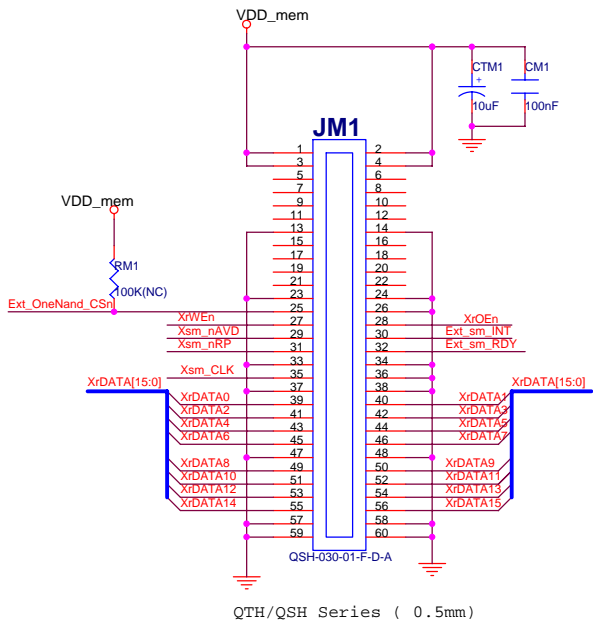 VDD_mem
CTM1
CM1
+
10uF
100nF
JM1
1 2
3 4
5 6
7 8
9 10
VDD_mem
11 12
13 14
15 16
17 18
RM1
19 20
21 22
100K(NC)
23 24
Ext_OneNand_CSn 25 26
XrWEn 27 28 XrOEn
Xsm_nAVD 29 30 Ext_sm_INT
Xsm_nRP 31 32 Ext_sm_RDY
33 34
Xsm_CLK 35 36
XrDATA[15:0] 37 38 XrDATA[15:0]
XrDATA0 39 40 XrDATA1
XrDATA2 41 42 XrDATA3
XrDATA4 43 44 XrDATA5
XrDATA6 45 46 XrDATA7
47 48
XrDATA8 49 50 XrDATA9
XrDATA10 51 52 XrDATA11
XrDATA12 53 54 XrDATA13
XrDATA14 55 56 XrDATA15
57 58
59 60
QSH-030-01-F-D-A
QTH/QSH Series ( 0.5mm)